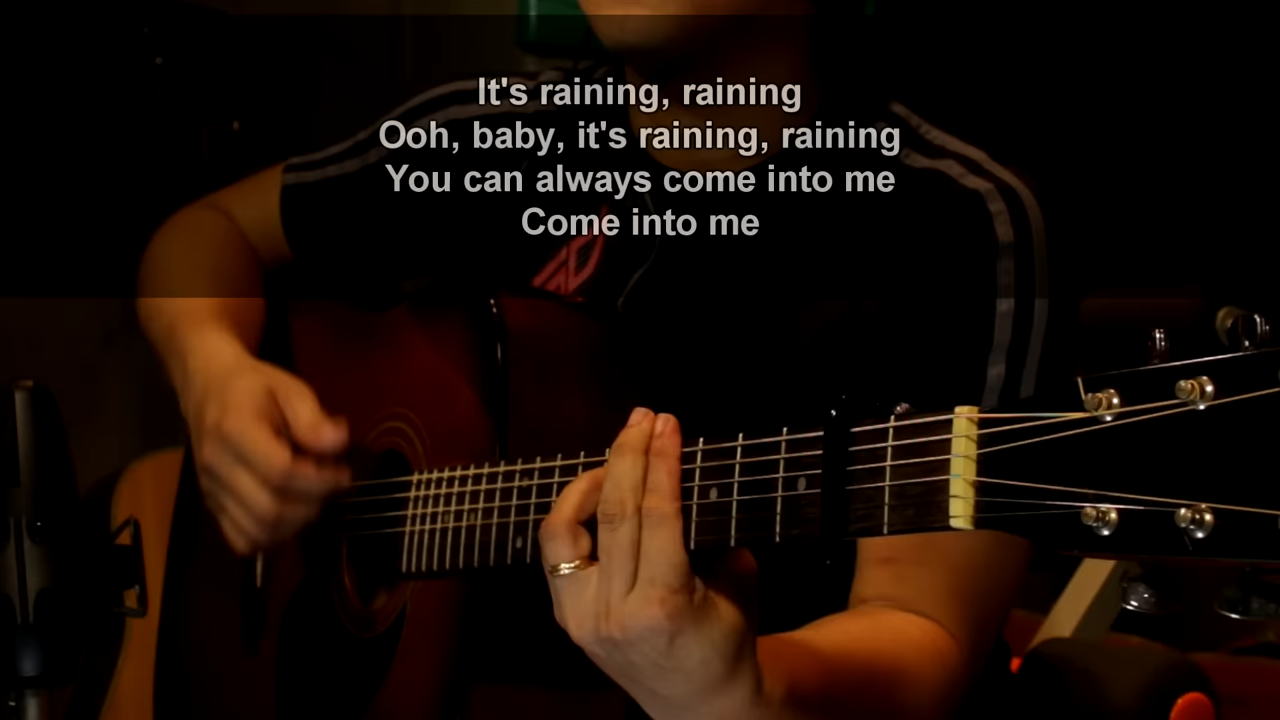 It's raining, raining
Ooh, baby, it's raining, raining
You can always come into me
Come into me